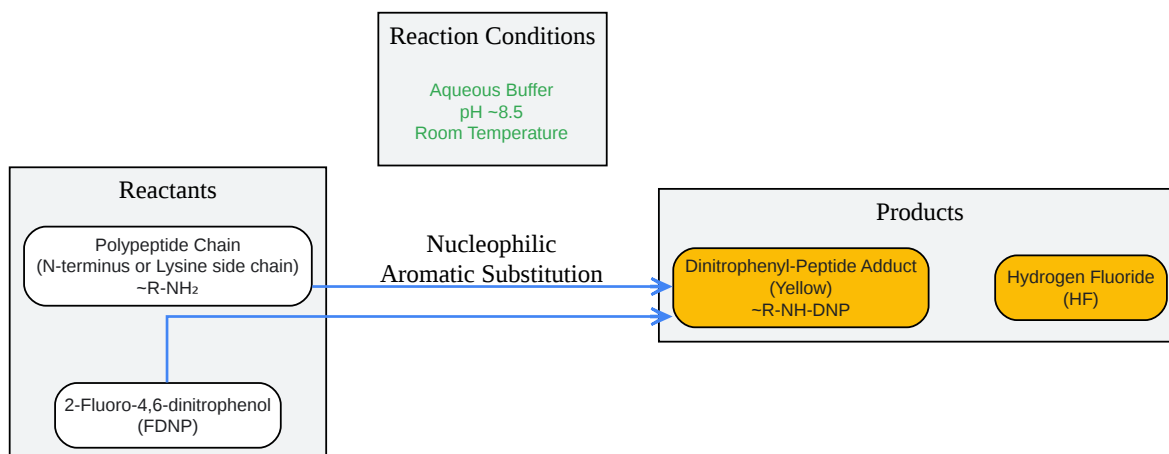 Reaction Conditions
Aqueous Buffer
pH ~8.5
Room Temperature
Reactants
Polypeptide Chain
(N-terminus or Lysine side chain)
~R-NH₂
2-Fluoro-4,6-dinitrophenol
(FDNP)
Nucleophilic
Aromatic Substitution
Products
Dinitrophenyl-Peptide Adduct
(Yellow)
~R-NH-DNP
Hydrogen Fluoride
(HF)